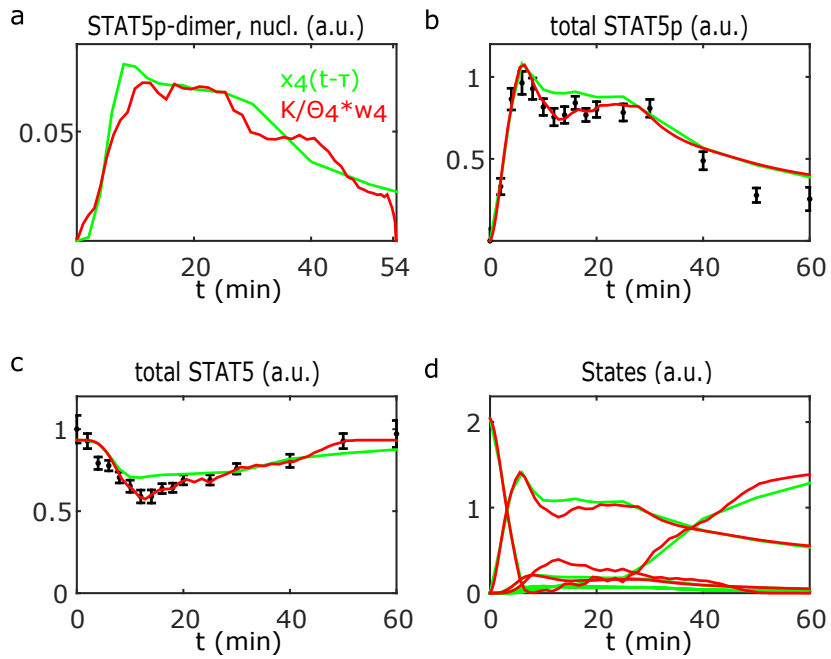 a
STAT5p-dimer, nucl. (a.u.)
x₄(t-τ)
K/Θ₄*w₄
0.05
0
20
40
54
t (min)
b
total STAT5p (a.u.)
1
0.5
0
20
40
60
t (min)
c
total STAT5 (a.u.)
1
0
0
20
40
60
t (min)
d
States (a.u.)
2
1
0
0
20
40
60
t (min)